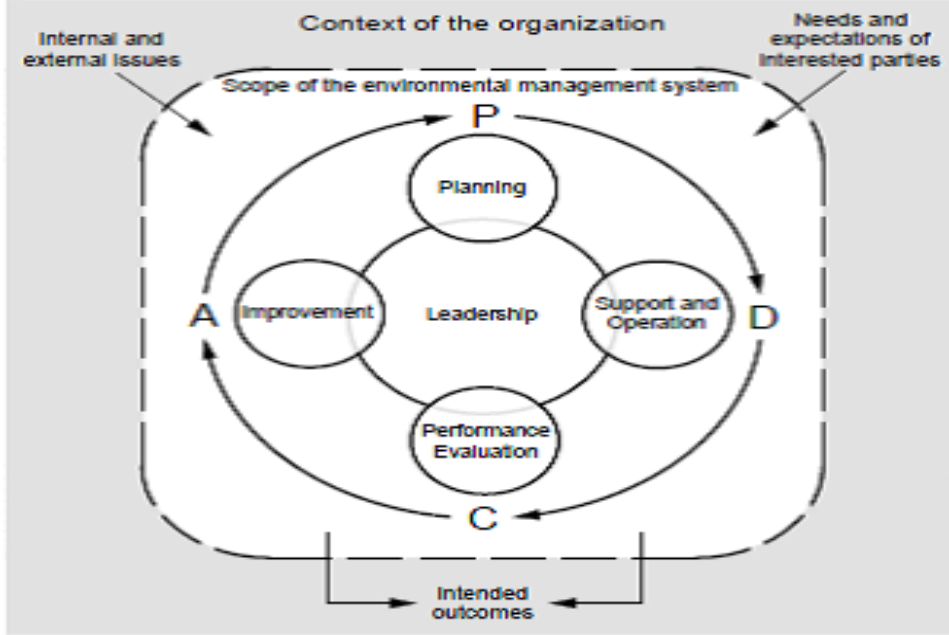 Context of the organization
Internal and
external issues
Needs and
expectations of
interested parties
Scope of the environmental management system
P
Planning
A
Improvement
Leadership
Support and
Operation
D
Performance
Evaluation
C
Intended
outcomes